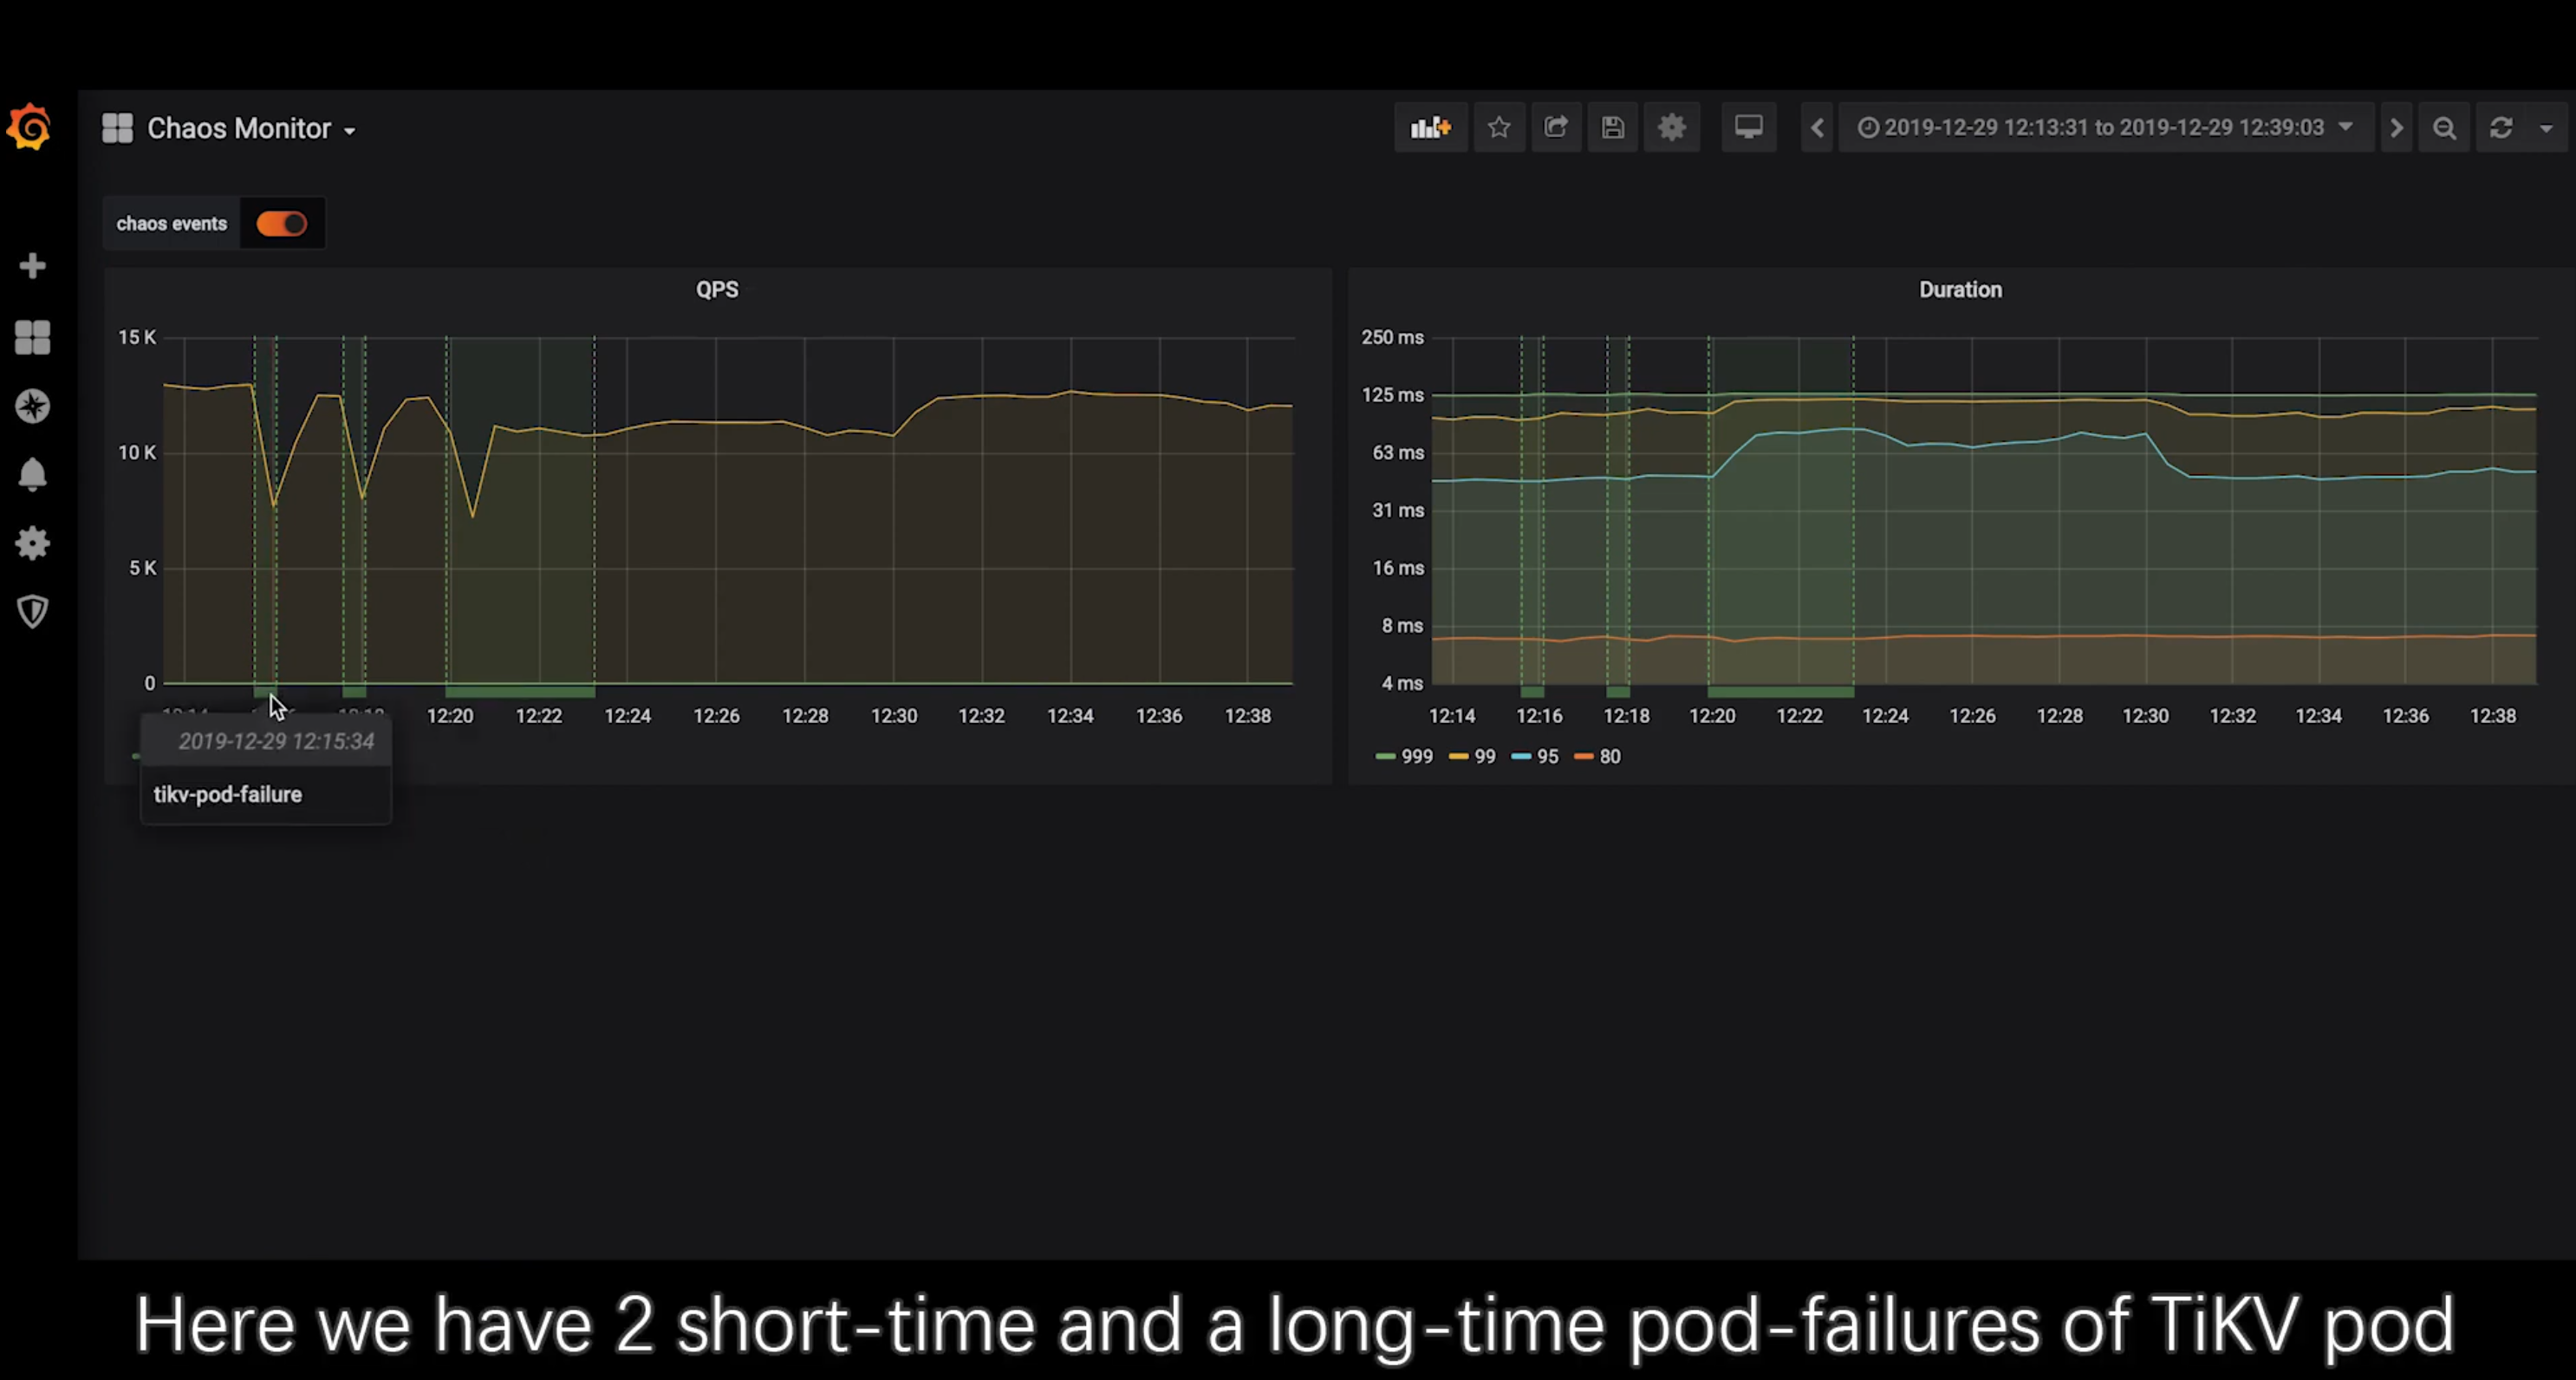 Chaos Monitor
2019-12-29 12:13:31 to 2019-12-29 12:39:03
chaos events
QPS
15 K
10 K
5 K
0
12:20 12:22 12:24 12:26 12:28 12:30 12:32 12:34 12:36 12:38
2019-12-29 12:15:34
tikv-pod-failure
Duration
250 ms
125 ms
63 ms
31 ms
16 ms
8 ms
4 ms
12:14 12:16 12:18 12:20 12:22 12:24 12:26 12:28 12:30 12:32 12:34 12:36 12:38
999 99 95 80
Here we have 2 short-time and a long-time pod-failures of TiKV pod